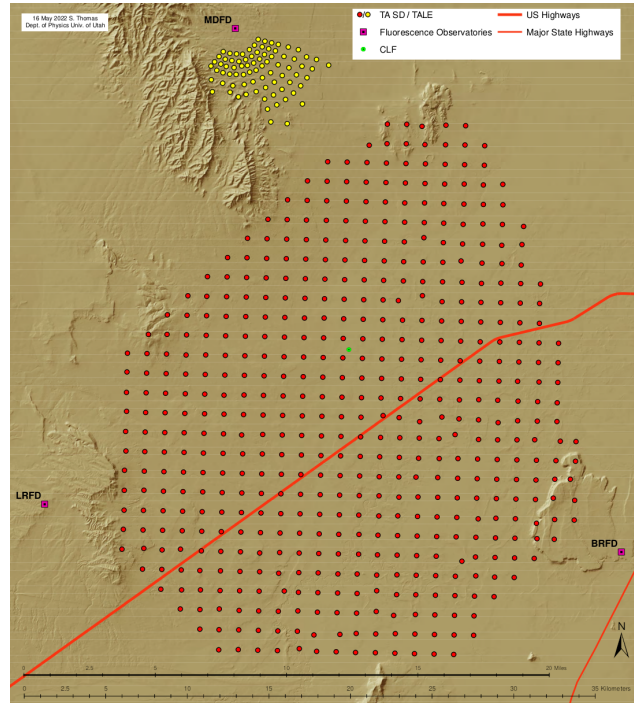 16 May 2022 S. Thomas
Dept. of Physics Univ. of Utah
MDFD
TA SD / TALE
US Highways
Fluorescence Observatories
Major State Highways
CLF
LRFD
BRFD
N
0 2.5 5 10 15 20 Miles
0 2.5 5 10 15 20 25 30 35 Kilometers